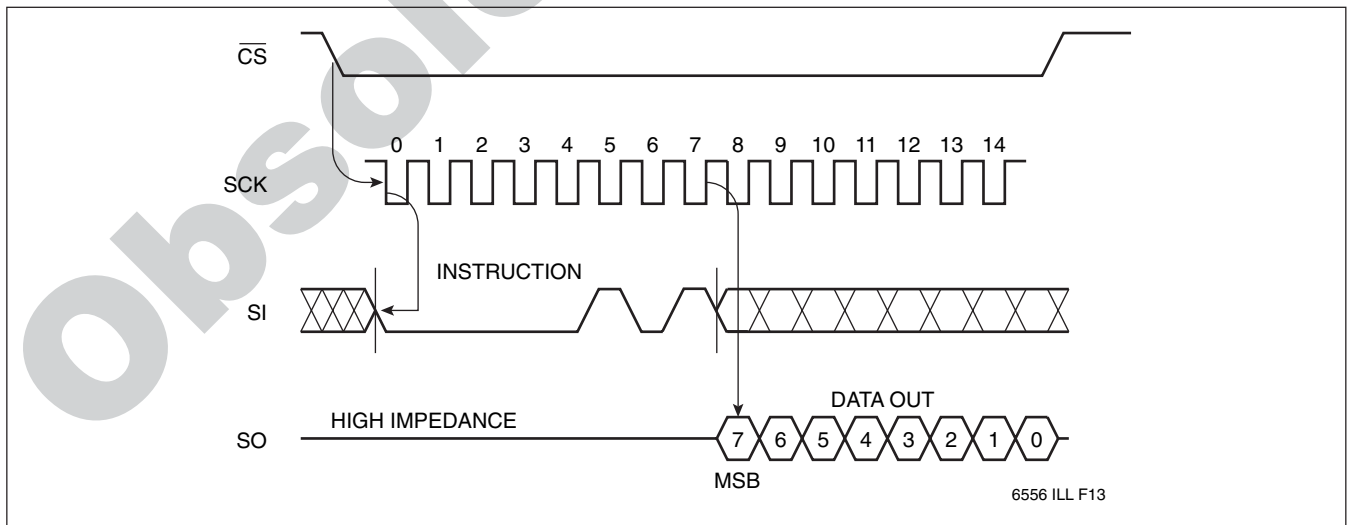 Obsol
CS
0 1 2 3 4 5 6 7 8 9 10 11 12 13 14
SCK
INSTRUCTION
SI
DATA OUT
HIGH IMPEDANCE
SO
7 6 5 4 3 2 1 0
MSB
6556 ILL F13